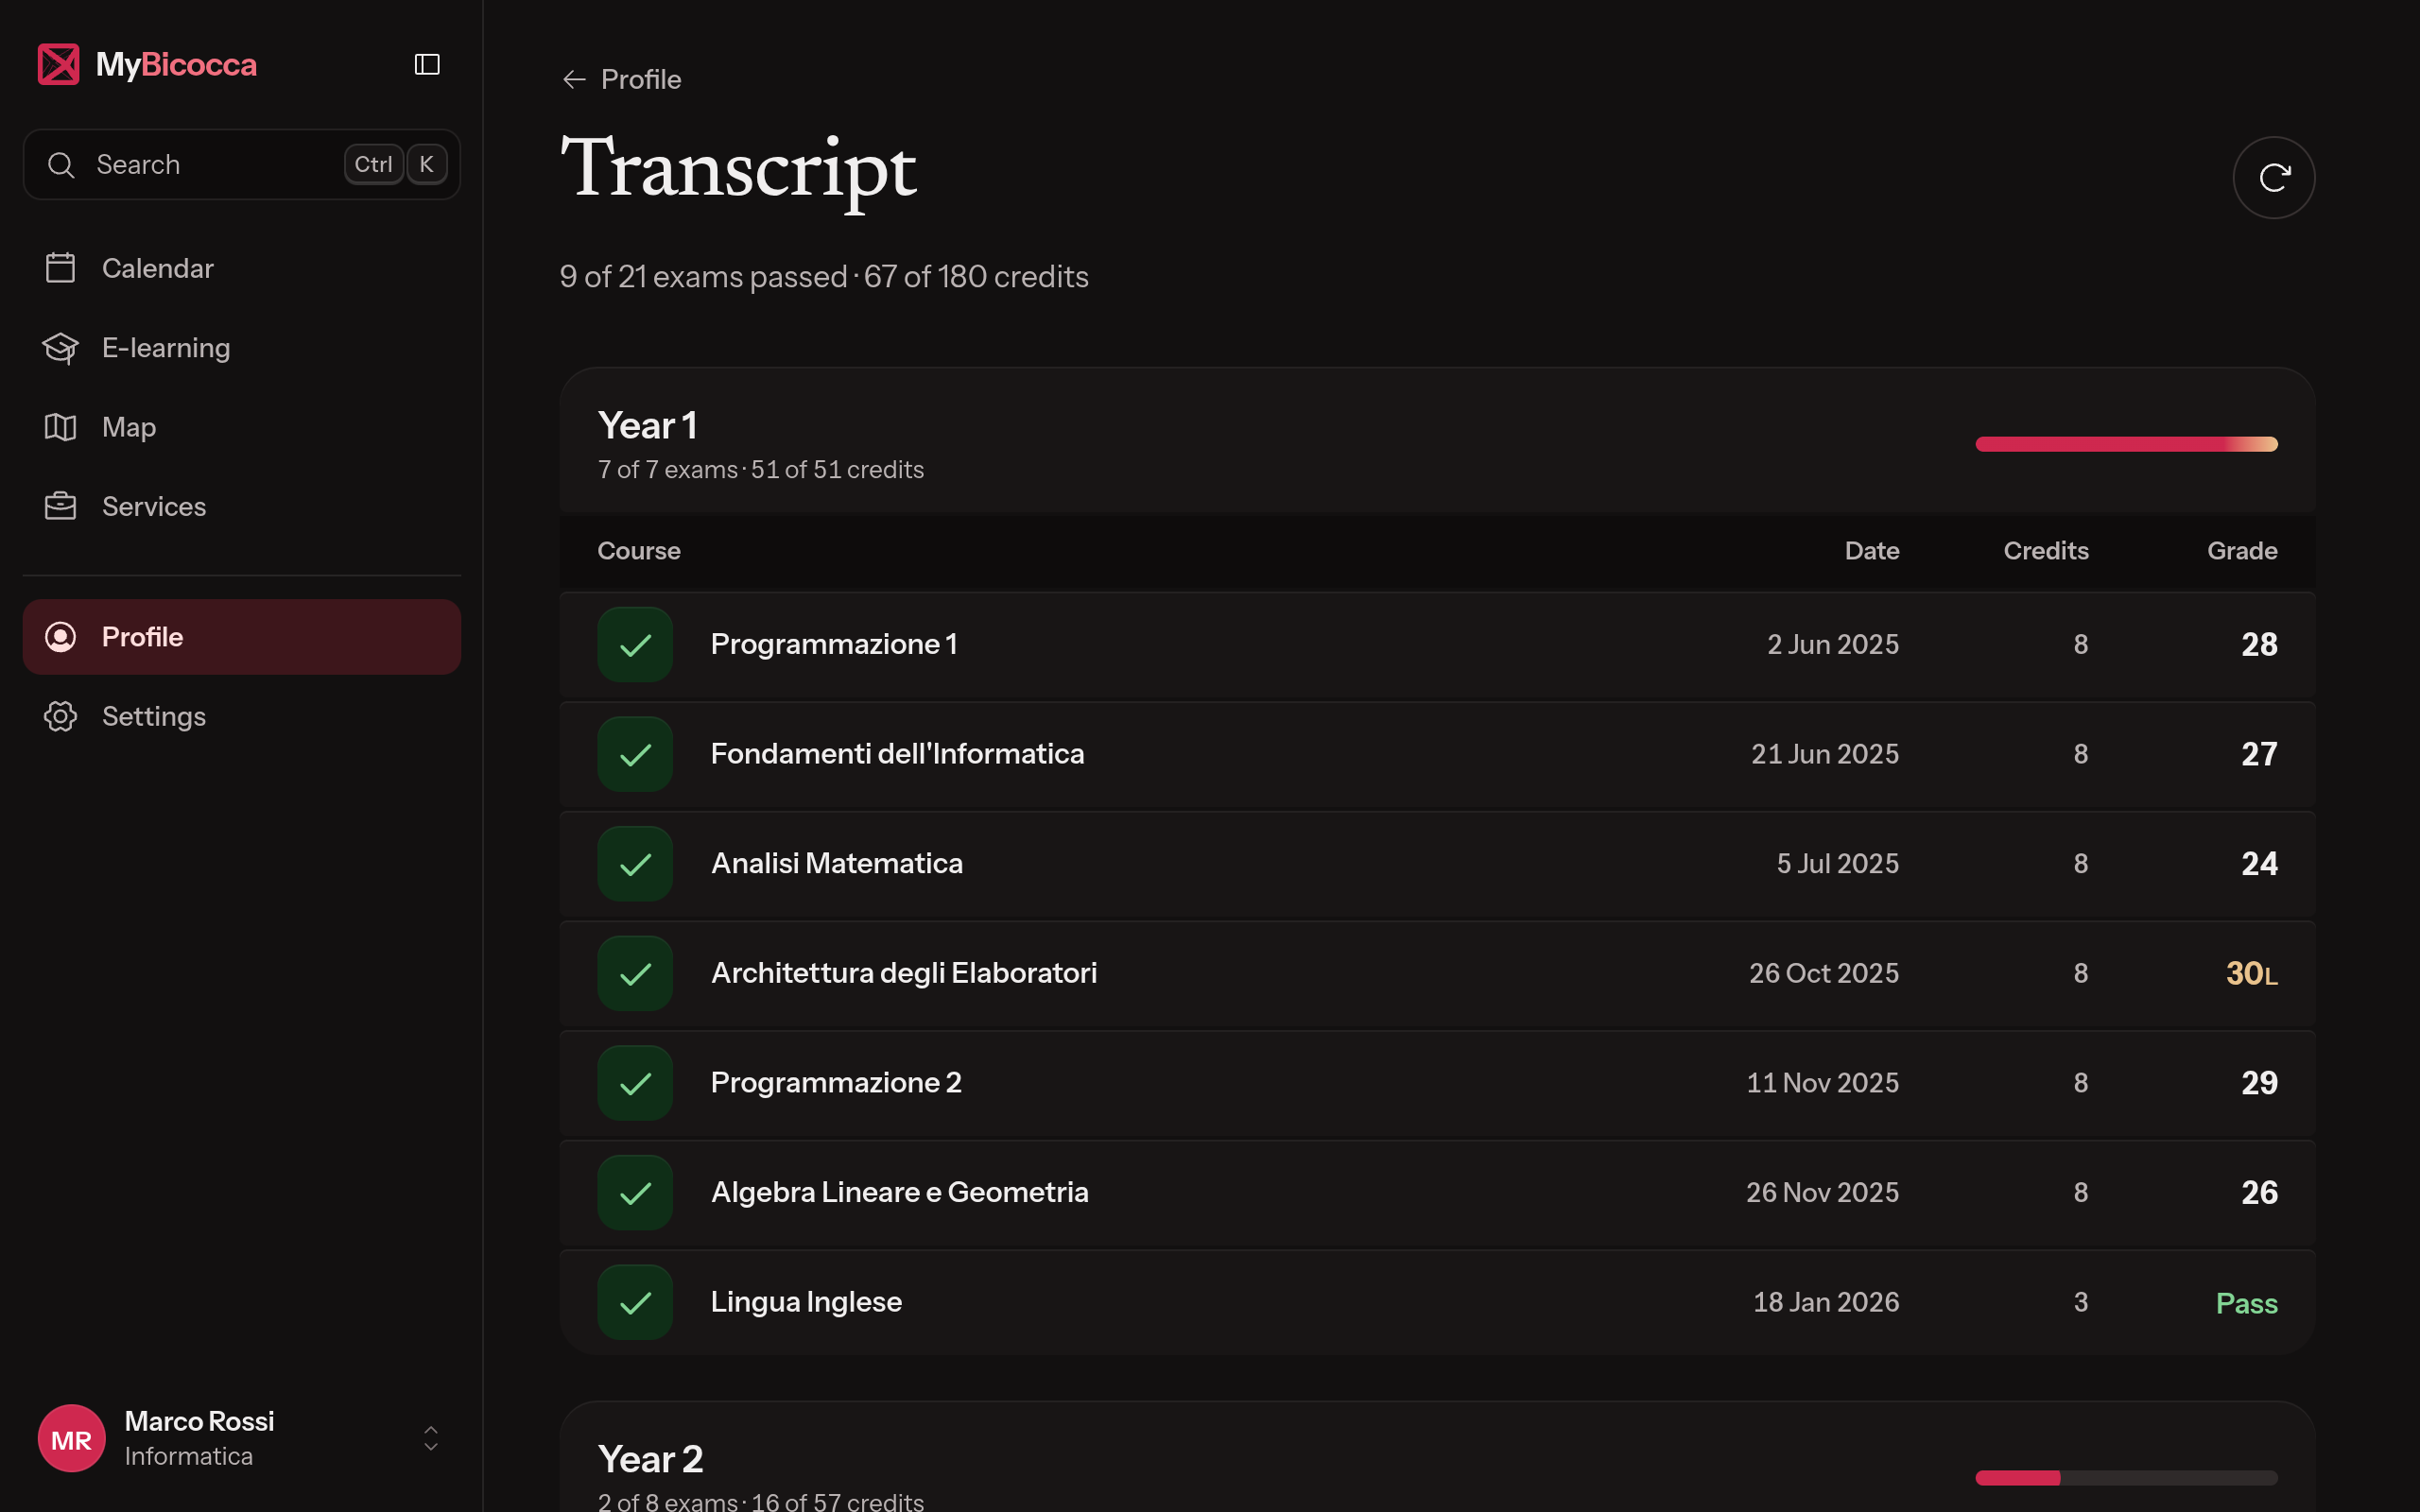 MyBicocca
Search Ctrl K
Calendar
E-learning
Map
Services
Profile
Settings
Marco Rossi
Informatica
MR
Profile
Transcript
9 of 21 exams passed · 67 of 180 credits
Year 1
7 of 7 exams · 51 of 51 credits
Course Date Credits Grade
Programmazione 1 2 Jun 2025 8 28
Fondamenti dell'Informatica 21 Jun 2025 8 27
Analisi Matematica 5 Jul 2025 8 24
Architettura degli Elaboratori 26 Oct 2025 8 30L
Programmazione 2 11 Nov 2025 8 29
Algebra Lineare e Geometria 26 Nov 2025 8 26
Lingua Inglese 18 Jan 2026 3 Pass
Year 2
2 of 8 exams · 16 of 57 credits